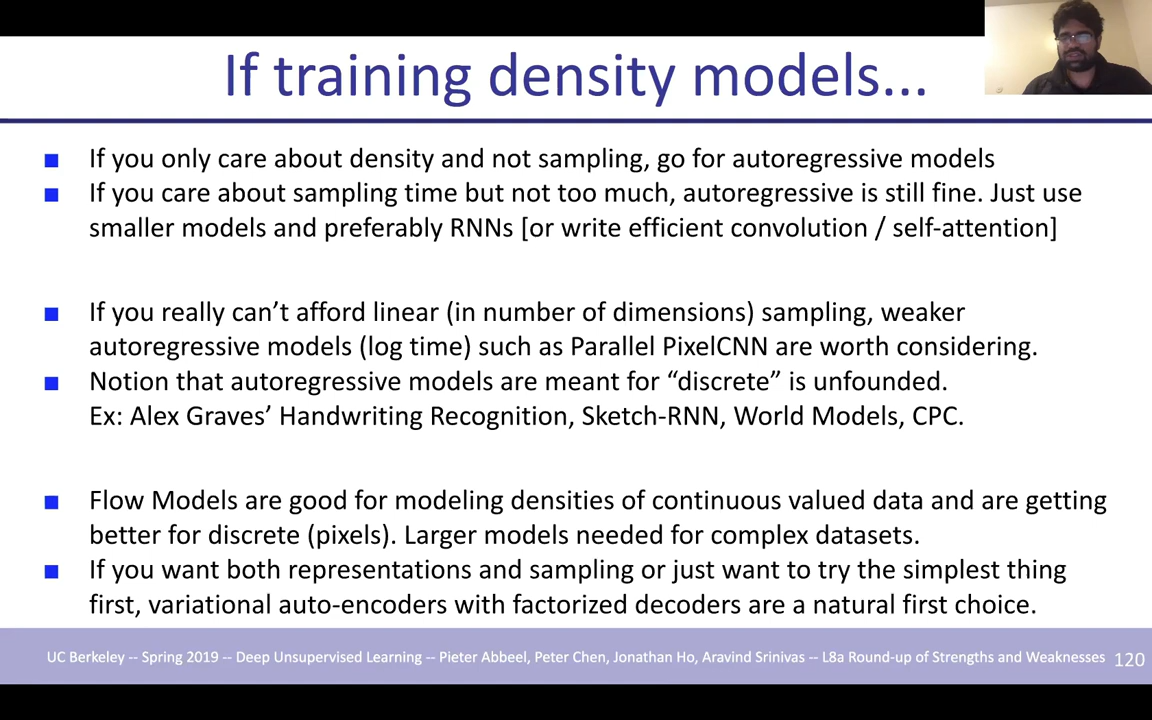 If training density models...
If you only care about density and not sampling, go for autoregressive models
If you care about sampling time but not too much, autoregressive is still fine. Just use
smaller models and preferably RNNs [or write efficient convolution / self-attention]
If you really can’t afford linear (in number of dimensions) sampling, weaker
autoregressive models (log time) such as Parallel PixelCNN are worth considering.
Notion that autoregressive models are meant for “discrete” is unfounded.
Ex: Alex Graves’ Handwriting Recognition, Sketch-RNN, World Models, CPC.
Flow Models are good for modeling densities of continuous valued data and are getting
better for discrete (pixels). Larger models needed for complex datasets.
If you want both representations and sampling or just want to try the simplest thing
first, variational auto-encoders with factorized decoders are a natural first choice.
UC Berkeley -- Spring 2019 -- Deep Unsupervised Learning -- Pieter Abbeel, Peter Chen, Jonathan Ho, Aravind Srinivas -- L8a Round-up of Strengths and Weaknesses 120